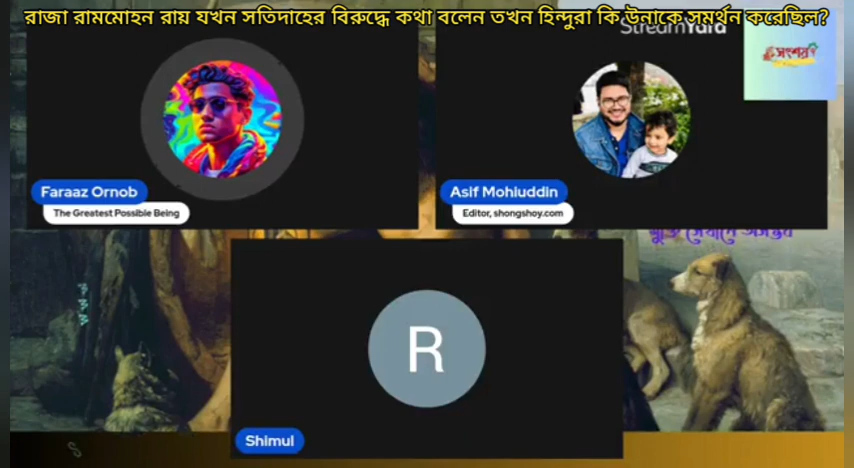 রাজা রামমোহন রায় যখন সতিদাহের বিরুদ্ধে কথা বলেন তখন হিন্দুরা কি উনাকে সমর্থন করেছিল?
StreamYard
সংশয়
Faraaz Ornob
The Greatest Possible Being
Asif Mohiuddin
Editor, shongshoy.com
R
Shimul